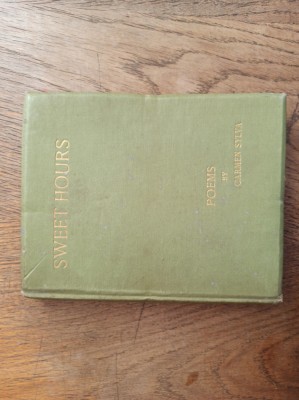 SWEET HOURS
POEMS
BY
CARMEN SYLVA